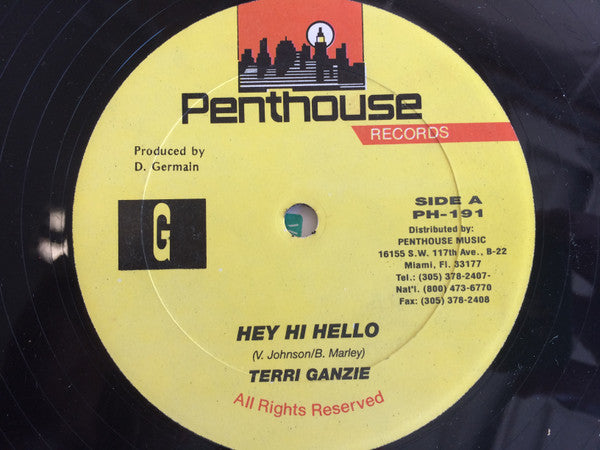 Penthouse
RECORDS
Produced by
D. Germain
G
SIDE A
PH-191
Distributed by:
PENTHOUSE MUSIC
16155 S.W. 117th Ave., B-22
Miami, Fl. 33177
Tel.: (305) 378-2407-
Nat'l. (800) 473-6770
Fax: (305) 378-2408
HEY HI HELLO
(V. Johnson/B. Marley)
TERRI GANZIE
All Rights Reserved